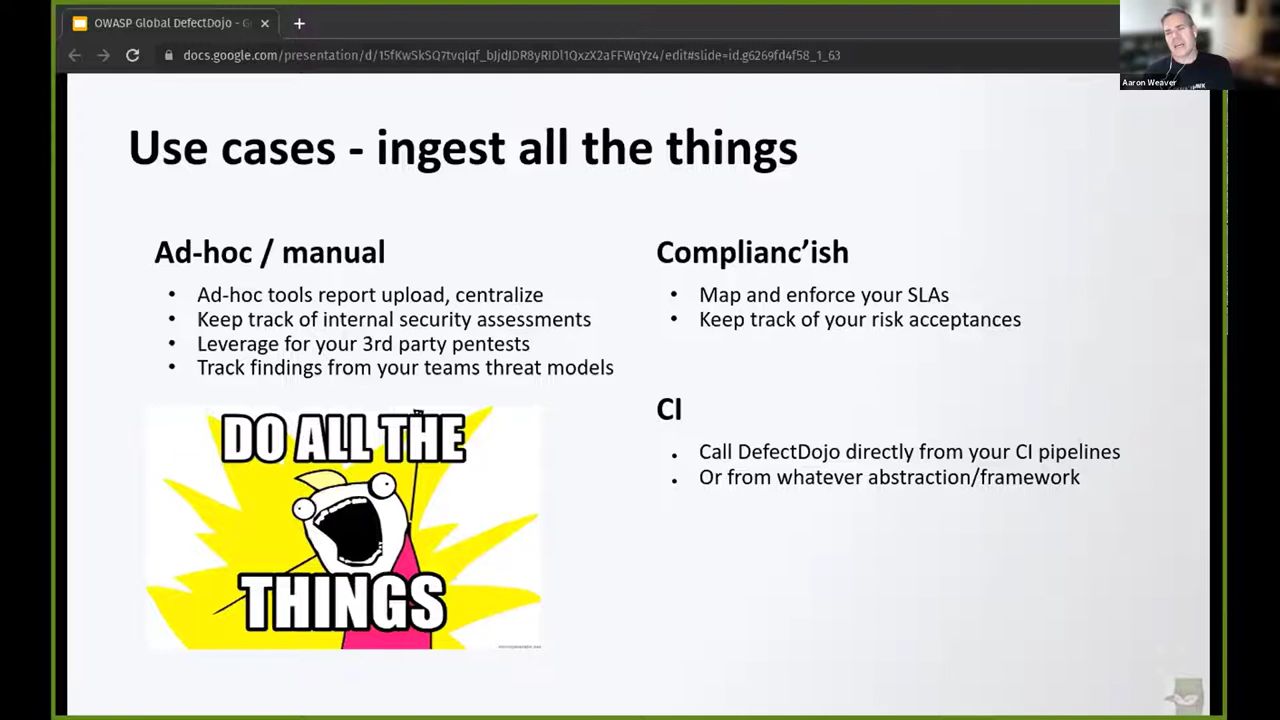 OWASP Global DefectDojo - G
docs.google.com/presentation/d/15fKwSkSQ7tvqIqf_bJjdJDR8yRIDl1QxzX2aFFWqYz4/edit#slide=id.g6269fd4f58_1_63
Aaron Weaver
Use cases - ingest all the things
Ad-hoc / manual
• Ad-hoc tools report upload, centralize
• Keep track of internal security assessments
• Leverage for your 3rd party pentests
• Track findings from your teams threat models
DO ALL THE
THINGS
Complianc’ish
• Map and enforce your SLAs
• Keep track of your risk acceptances
CI
• Call DefectDojo directly from your CI pipelines
• Or from whatever abstraction/framework